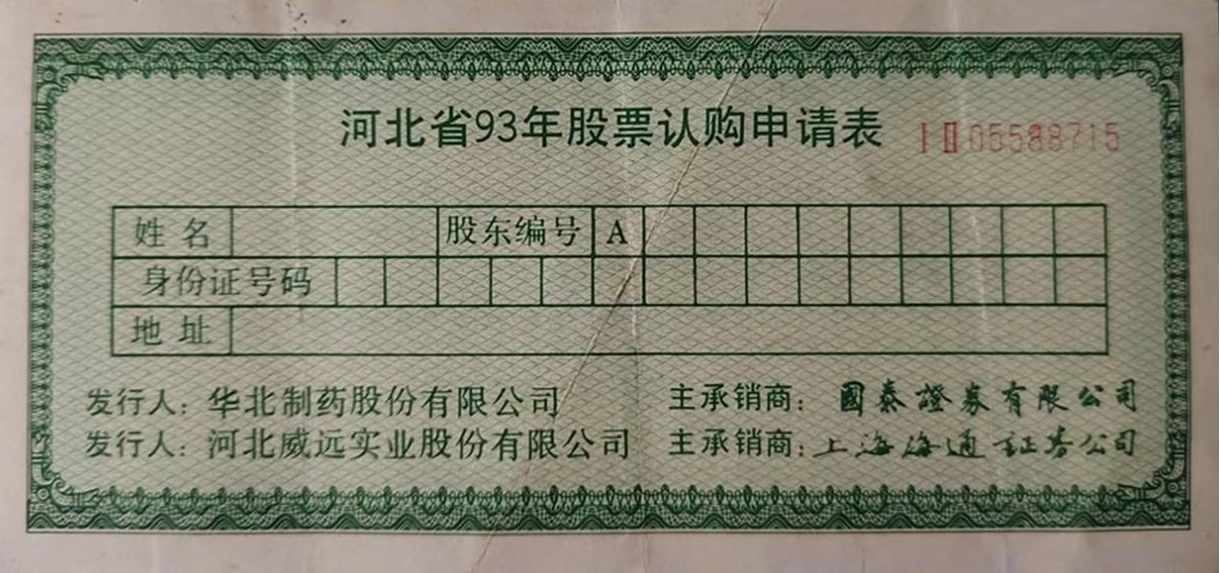 河北省93年股票认购申请表 I II 05588715
姓名 股东编号 A
身份证号码
地址
发行人：华北制药股份有限公司 主承销商：國泰證券有限公司
发行人：河北威远实业股份有限公司 主承销商：上海海通证券公司